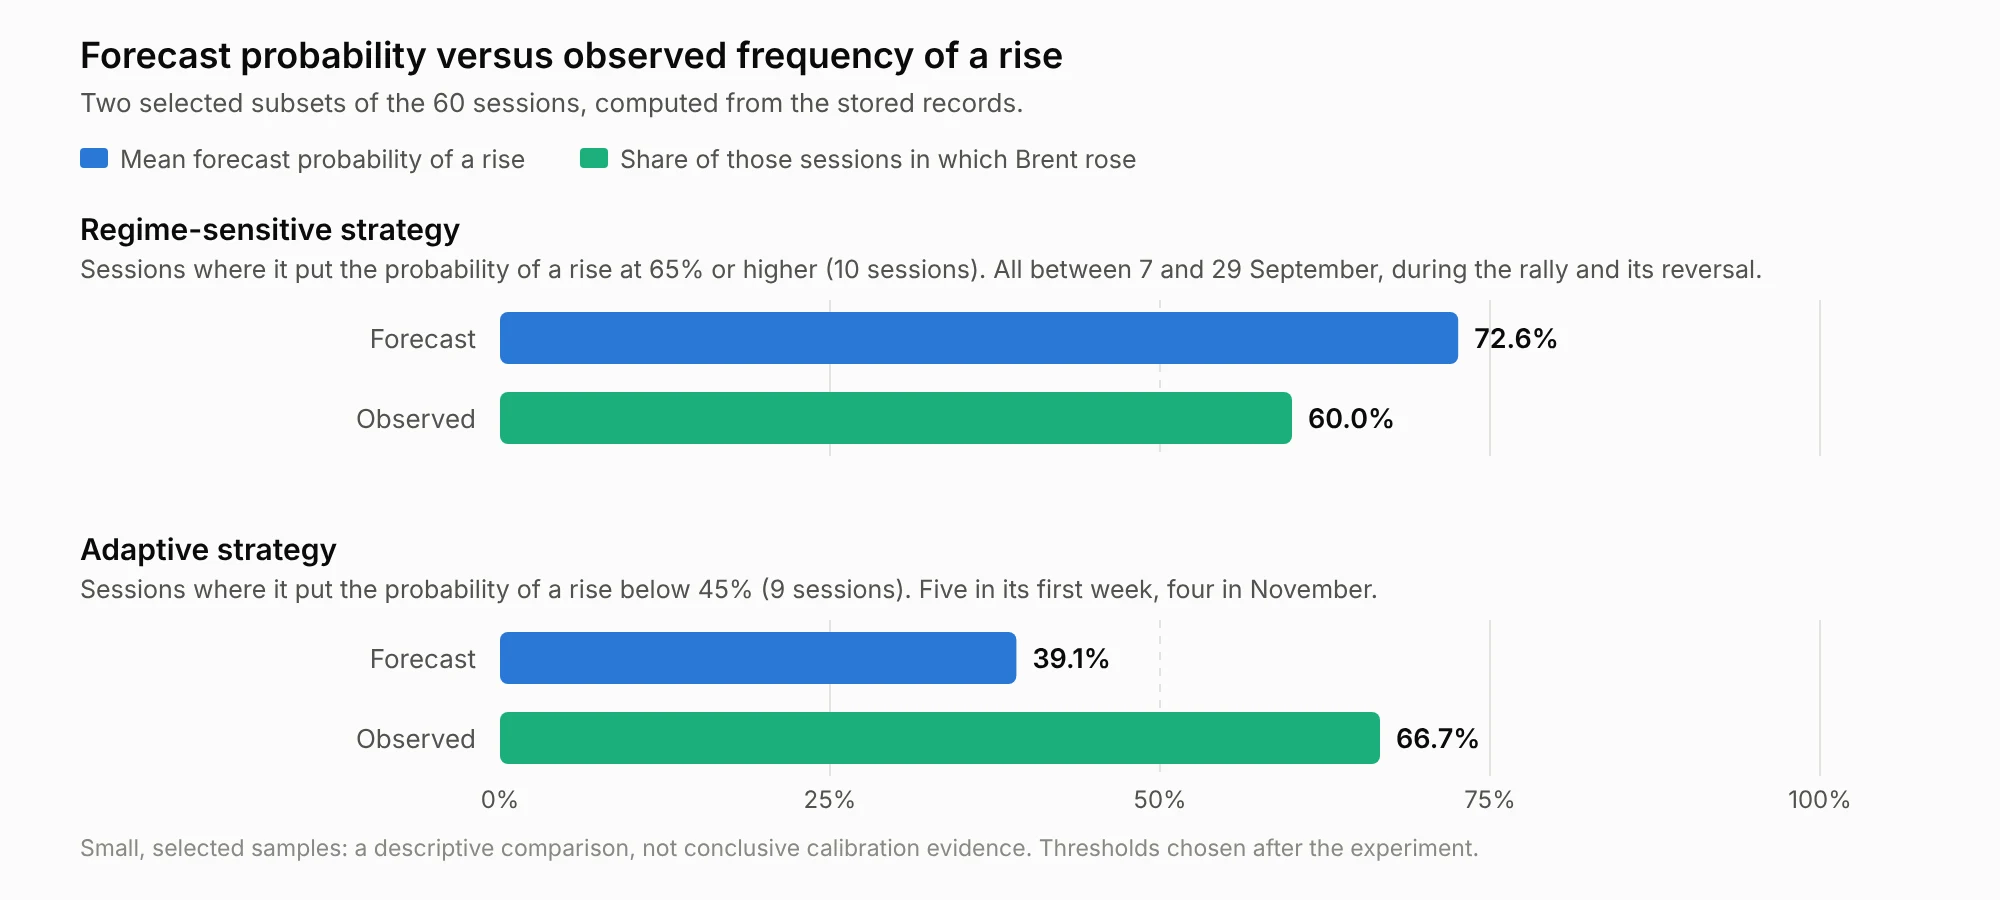 Forecast probability versus observed frequency of a rise
Two selected subsets of the 60 sessions, computed from the stored records.
Mean forecast probability of a rise
Share of those sessions in which Brent rose
Regime-sensitive strategy
Sessions where it put the probability of a rise at 65% or higher (10 sessions). All between 7 and 29 September, during the rally and its reversal.
Forecast 72.6%
Observed 60.0%
Adaptive strategy
Sessions where it put the probability of a rise below 45% (9 sessions). Five in its first week, four in November.
Forecast 39.1%
Observed 66.7%
0% 25% 50% 75% 100%
Small, selected samples: a descriptive comparison, not conclusive calibration evidence. Thresholds chosen after the experiment.